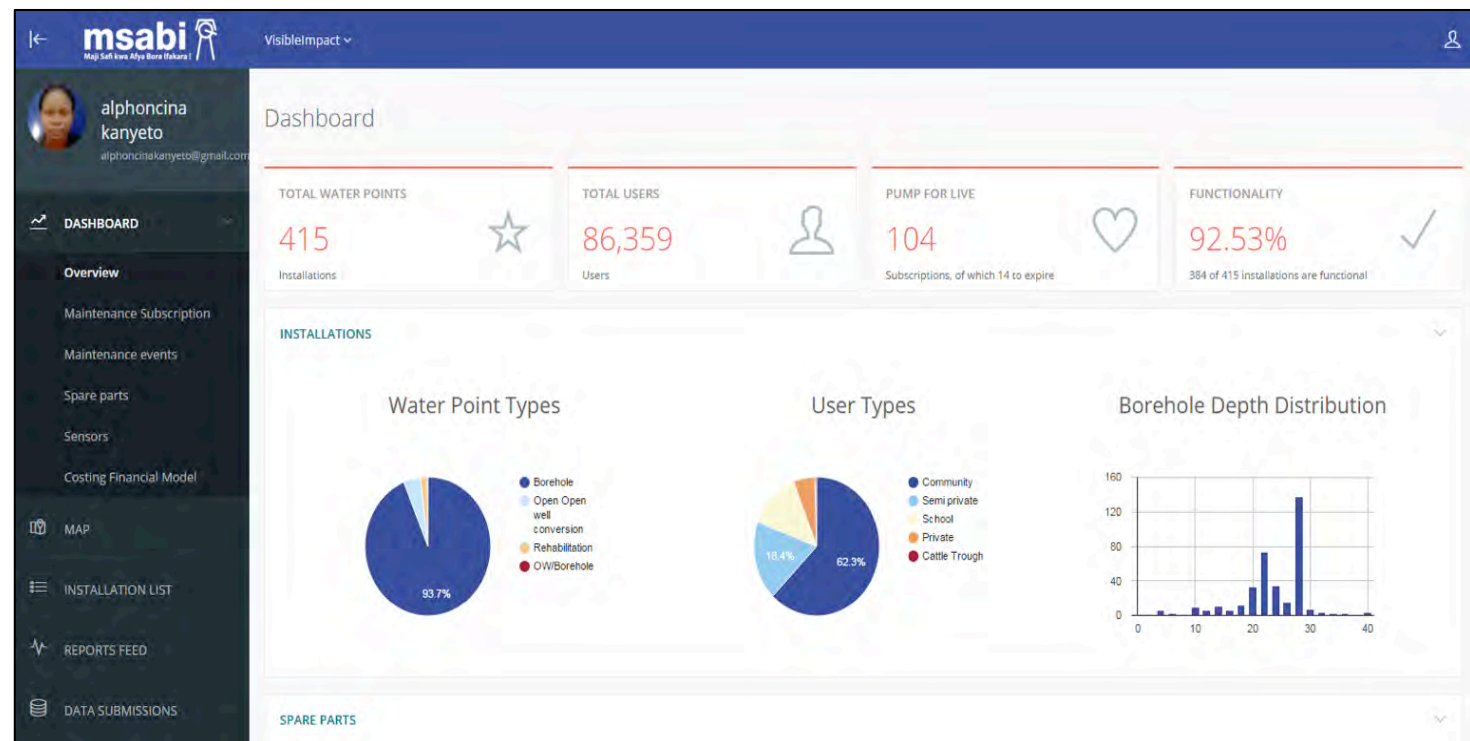 msabi
Maji Safi kwa Afya Bora Ifakara !
VisibleImpact
alphoncina
kanyeto
alphoncinakanyeto@gmail.com
DASHBOARD
Overview
Maintenance Subscription
Maintenance events
Spare parts
Sensors
Costing Financial Model
MAP
INSTALLATION LIST
REPORTS FEED
DATA SUBMISSIONS
Dashboard
TOTAL WATER POINTS
415
Installations
TOTAL USERS
86,359
Users
PUMP FOR LIVE
104
Subscriptions, of which 14 to expire
FUNCTIONALITY
92.53%
384 of 415 installations are functional
INSTALLATIONS
Water Point Types
93.7%
Borehole
Open Open
well
conversion
Rehabilitation
OW/Borehole
User Types
18.4%
62.3%
Community
Semi private
School
Private
Cattle Trough
Borehole Depth Distribution
160
120
80
40
0
0 10 20 30 40
SPARE PARTS